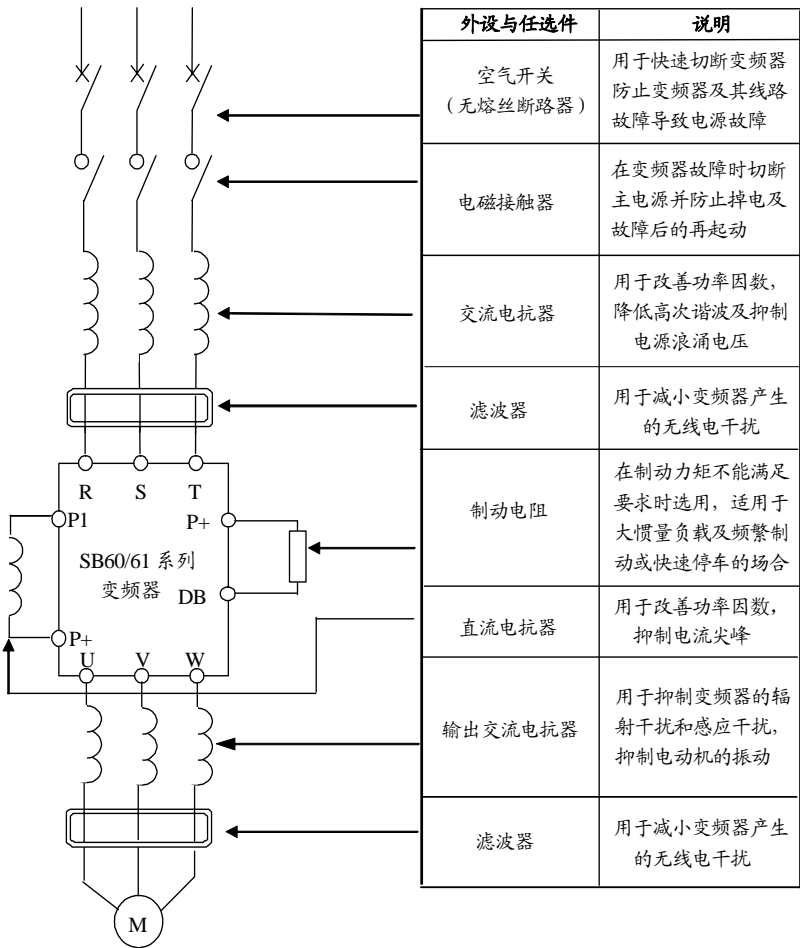 外设与任选件
说明
空气开关
（无熔丝断路器）
用于快速切断变频器
防止变频器及其线路
故障导致电源故障
电磁接触器
在变频器故障时切断
主电源并防止掉电及
故障后的再起动
交流电抗器
用于改善功率因数，
降低高次谐波及抑制
电源浪涌电压
滤波器
用于减小变频器产生
的无线电干扰
制动电阻
在制动力矩不能满足
要求时选用，适用于
大惯量负载及频繁制
动或快速停车的场合
直流电抗器
用于改善功率因数，
抑制电流尖峰
输出交流电抗器
用于抑制变频器的辐
射干扰和感应干扰，
抑制电动机的振动
滤波器
用于减小变频器产生
的无线电干扰
R S T
P1
P+
SB60/61 系列
变频器
DB
P+
U V W
M